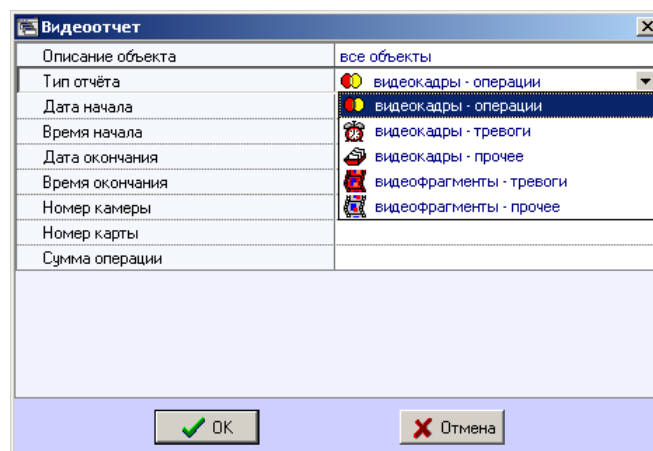 Видеоотчет
Описание объекта все объекты
Тип отчёта видеокадры - операции
Дата начала видеокадры - операции
Время начала видеокадры - тревоги
Дата окончания видеокадры - прочее
Время окончания видеофрагменты - тревоги
Номер камеры видеофрагменты - прочее
Номер карты
Сумма операции
OK Отмена